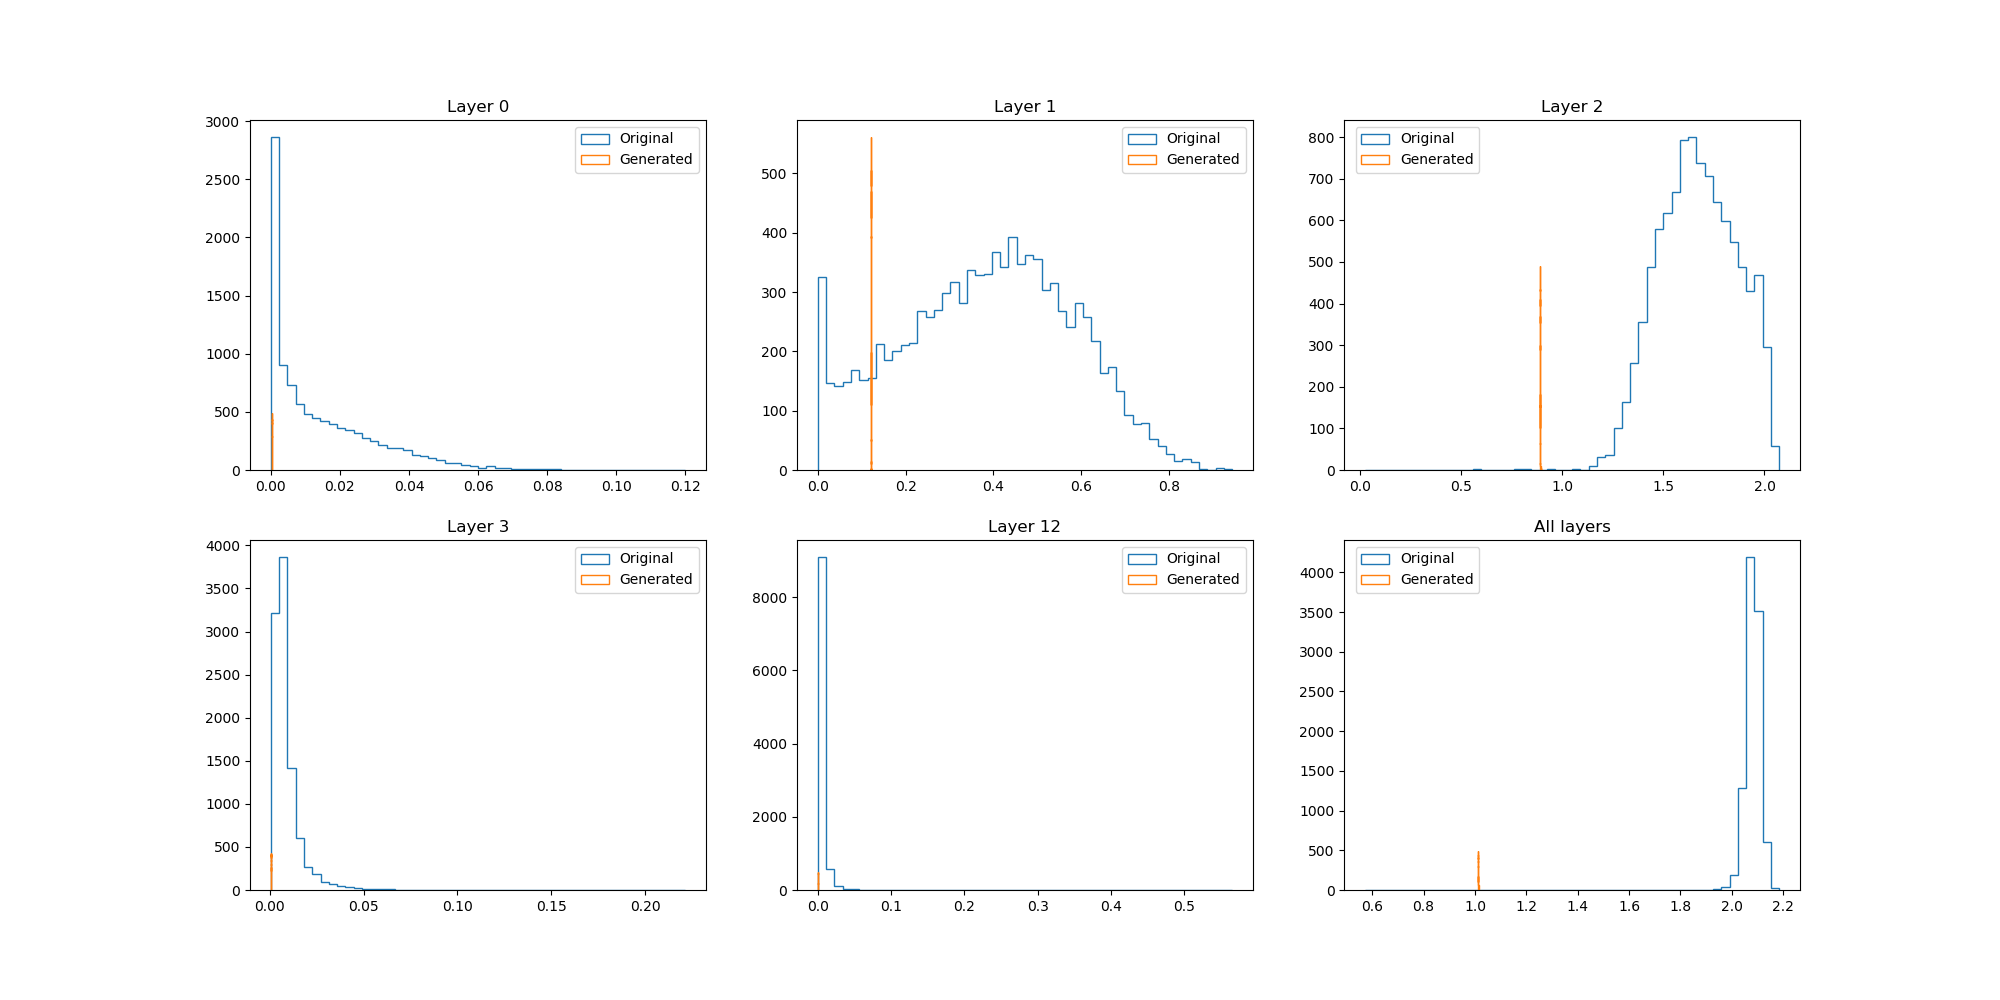 Layer 0
3000
2500
2000
1500
1000
500
0
0.00 0.02 0.04 0.06 0.08 0.10 0.12
Original
Generated
Layer 1
500
400
300
200
100
0
0.0 0.2 0.4 0.6 0.8
Original
Generated
Layer 2
800
700
600
500
400
300
200
100
0
0.0 0.5 1.0 1.5 2.0
Original
Generated
Layer 3
4000
3500
3000
2500
2000
1500
1000
500
0
0.00 0.05 0.10 0.15 0.20
Original
Generated
Layer 12
8000
6000
4000
2000
0
0.0 0.1 0.2 0.3 0.4 0.5
Original
Generated
All layers
4000
3500
3000
2500
2000
1500
1000
500
0
0.6 0.8 1.0 1.2 1.4 1.6 1.8 2.0 2.2
Original
Generated